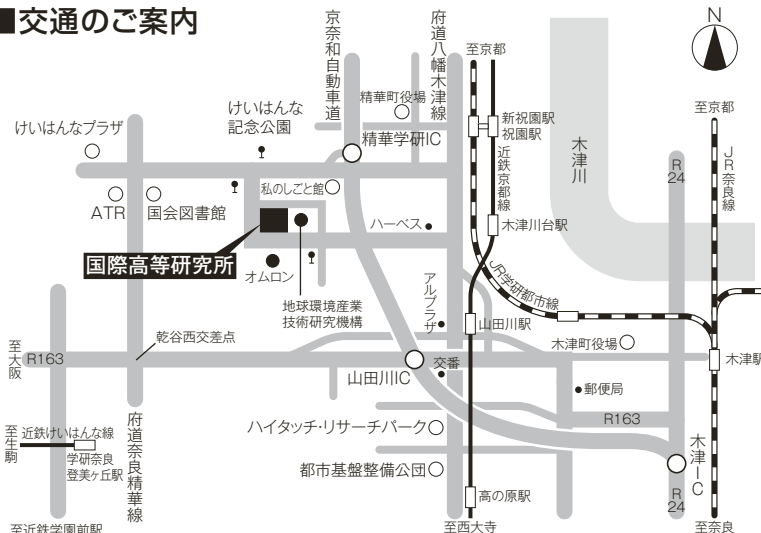 ■交通のご案内
京奈和自動車道
府道八幡木津線
至京都
N
至京都
けいはんなプラザ
けいはんな
記念公園
精華町役場
精華学研IC
新祝園駅
祝園駅
近鉄京都線
木津川
R
24
JR奈良線
ATR
国会図書館
私のしごと館
ハーベス
木津川台駅
国際高等研究所
オムロン
地球環境産業
技術研究機構
アルプラザ
JR学研都市線
山田川駅
木津町役場
木津駅
至大阪
R163
乾谷西交差点
山田川IC
交番
郵便局
R163
至生駒
近鉄けいはんな線
学研奈良
登美ヶ丘駅
府道奈良精華線
ハイタッチ・リサーチパーク
都市基盤整備公団
木津IC
高の原駅
R
24
至近鉄学園前駅
至西大寺
至奈良